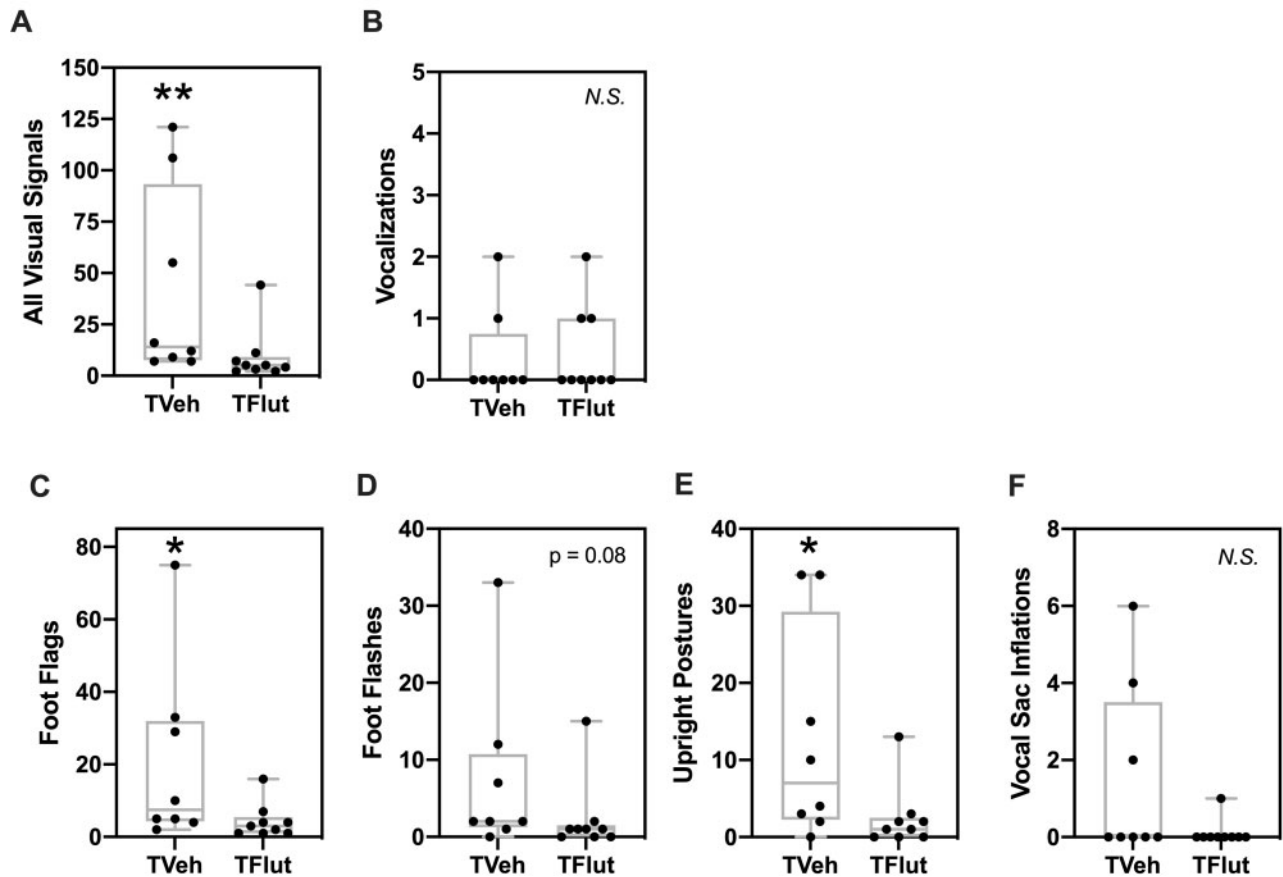 A
B
150
125
100
75
50
25
0
All Visual Signals
**
TVeh
TFlut
5
4
3
2
1
0
Vocalizations
N.S.
TVeh
TFlut
C
D
E
F
80
60
40
20
0
Foot Flags
*
TVeh
TFlut
40
30
20
10
0
Foot Flashes
p = 0.08
TVeh
TFlut
40
30
20
10
0
Upright Postures
*
TVeh
TFlut
8
6
4
2
0
Vocal Sac Inflations
N.S.
TVeh
TFlut